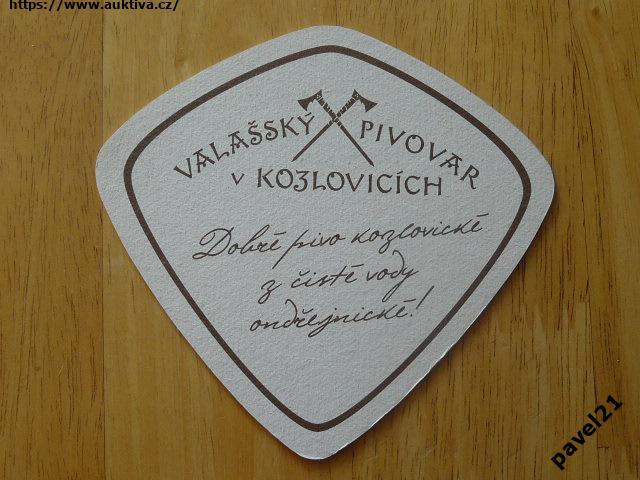 https://www.auktiva.cz/
VALAŠSKÝ PIVOVAR
V KOZLOVICÍCH
Dobré pivo kozlovické
z čisté vody
ondřejnické!
pavel21